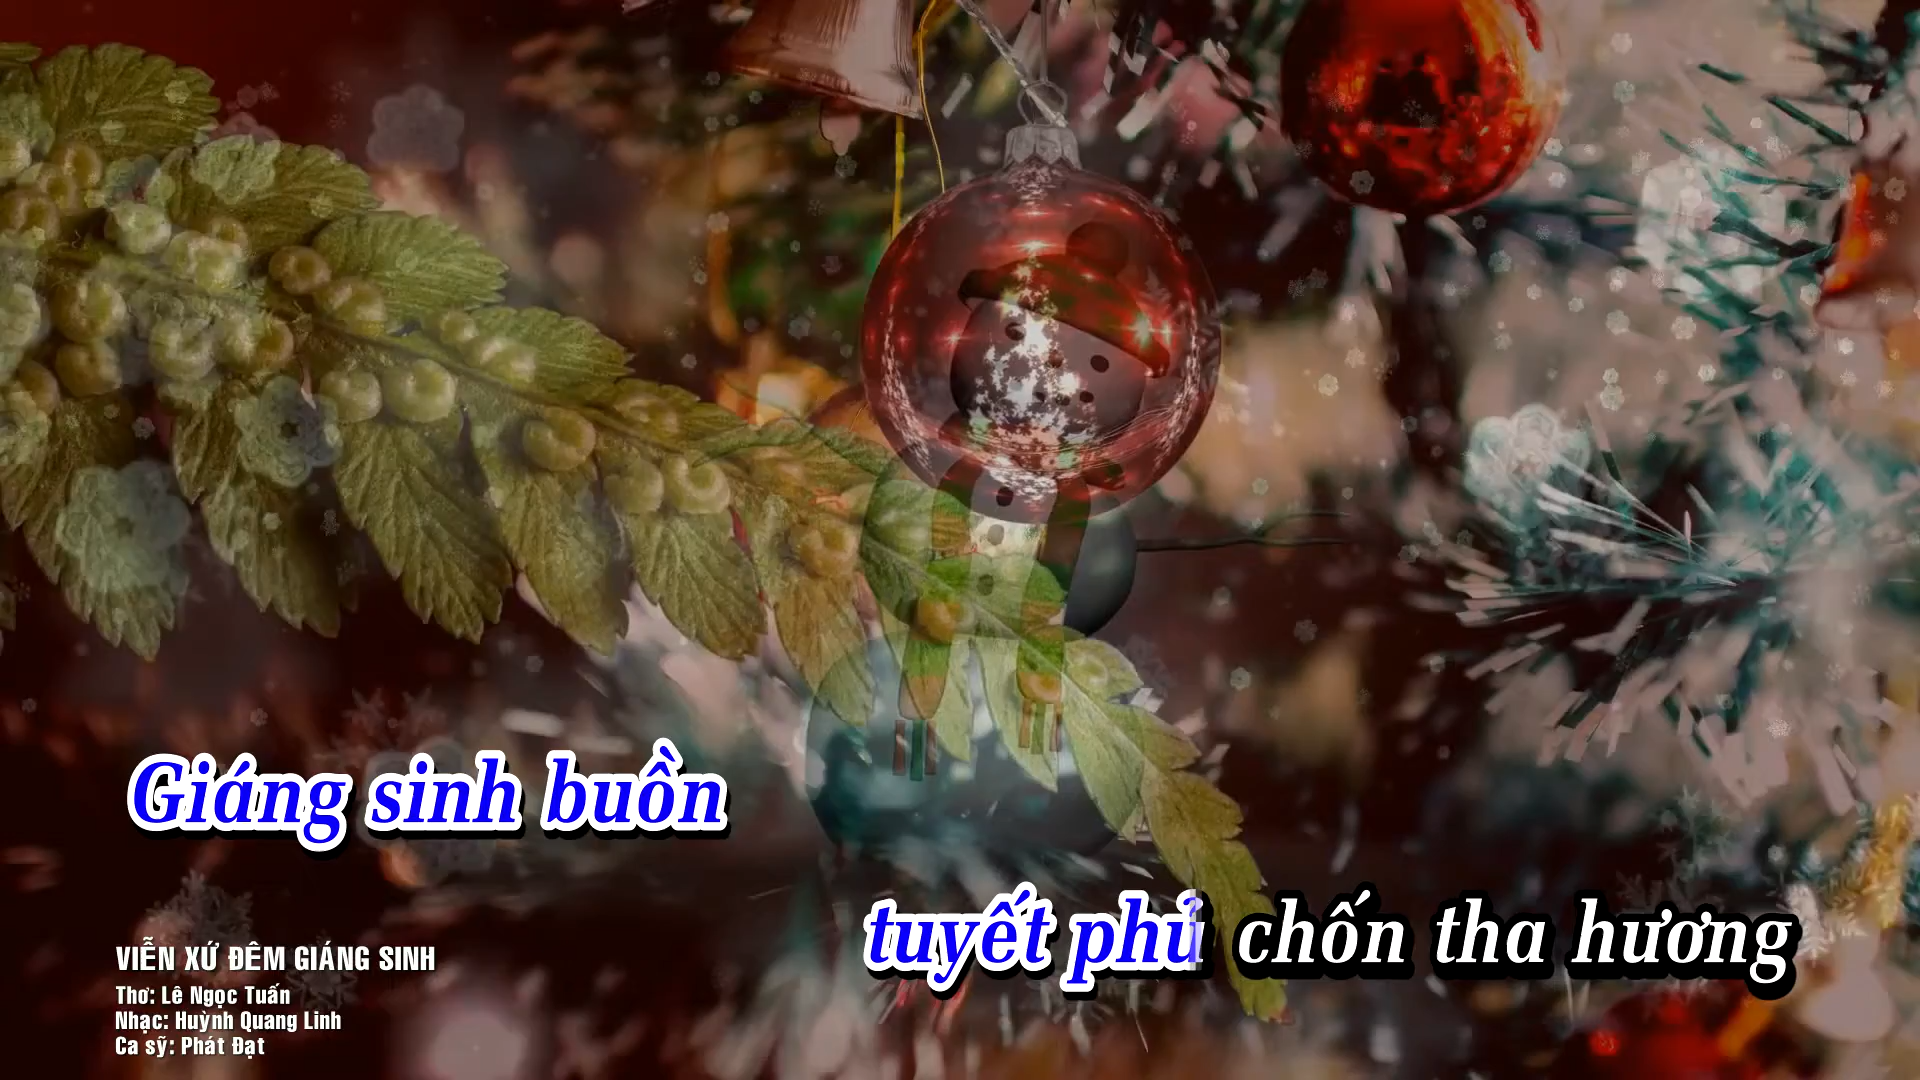 Giáng sinh buồn
tuyết phủ chốn tha hương
VIỄN XỨ ĐÊM GIÁNG SINH
Thơ: Lê Ngọc Tuấn
Nhạc: Huỳnh Quang Linh
Ca sỹ: Phát Đạt